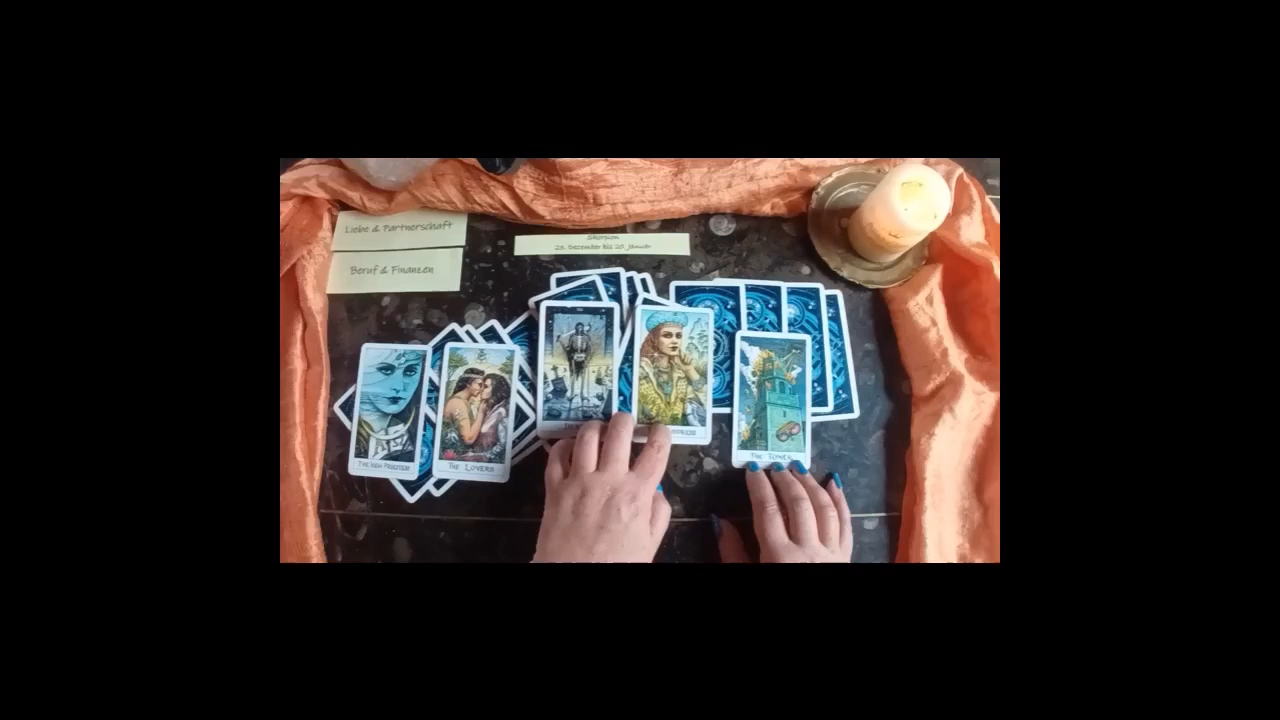 Liebe & Partnerschaft
Beruf & Finanzen
Skorpion
23. Dezember bis 20. Januar
THE HIGH PRIESTESS
THE LOVERS
THE TOWER